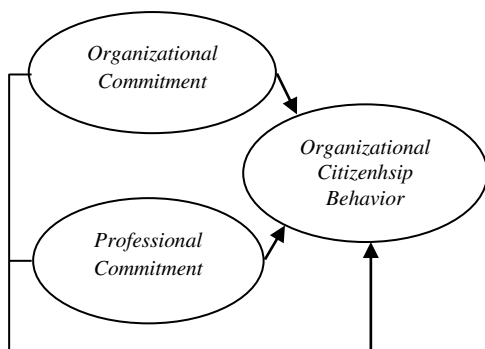 Organizational
Commitment
Organizational
Citizenhsip
Behavior
Professional
Commitment